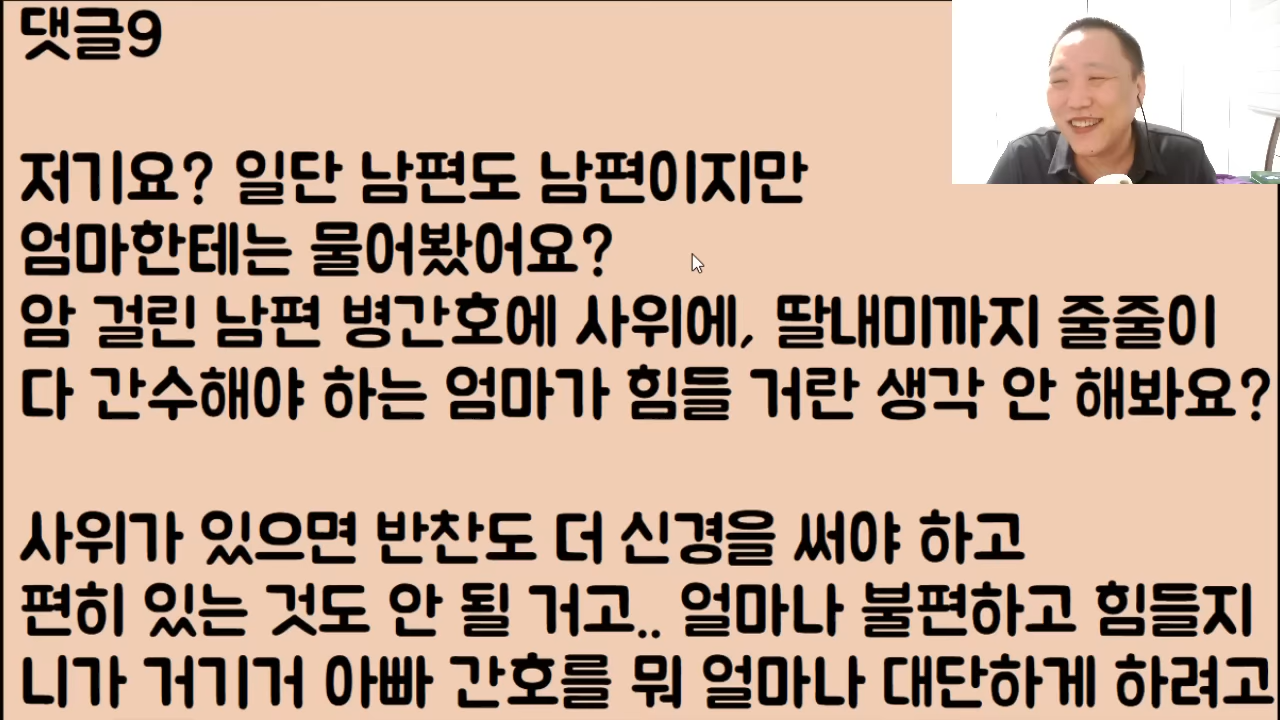 댓글9
저기요? 일단 남편도 남편이지만
엄마한테는 물어봤어요?
암 걸린 남편 병간호에 사위에, 딸내미까지 줄줄이
다 간수해야 하는 엄마가 힘들 거란 생각 안 해봐요?
사위가 있으면 반찬도 더 신경을 써야 하고
편히 있는 것도 안 될 거고.. 얼마나 불편하고 힘들지
니가 거기거 아빠 간호를 뭐 얼마나 대단하게 하려고